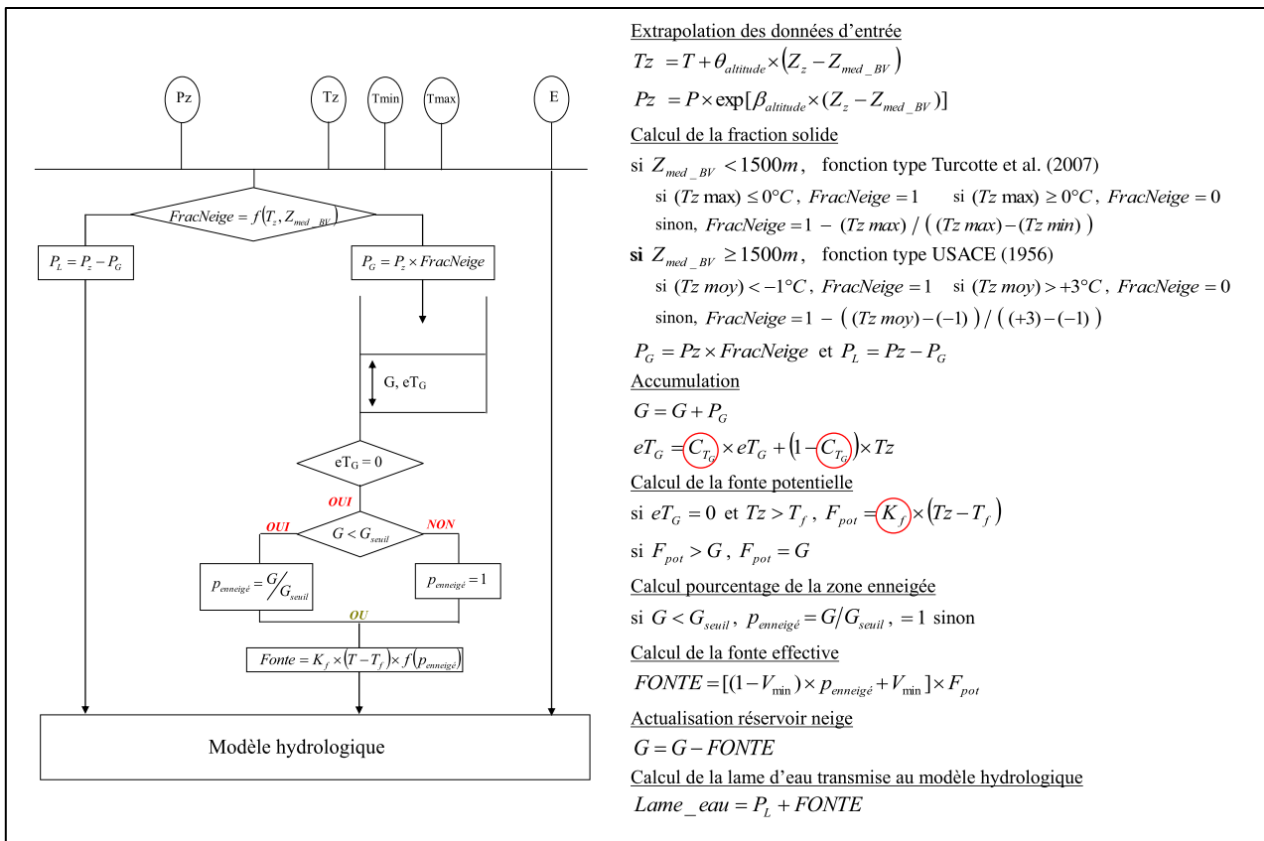 Pz Tz Tmin Tmax E
FracNeige = f(T_z, Z_med_BV)
P_L = P_z − P_G
P_G = P_z × FracNeige
G, eT_G
eT_G = 0
OUI
OUI
G < G_seuil
NON
p_enneigé = G/G_seuil
p_enneigé = 1
OU
Fonte = K_f × (T − T_f) × f(p_enneigé)
Modèle hydrologique
Extrapolation des données d'entrée
Tz = T + θ_altitude × (Z_z − Z_med_BV)
Pz = P × exp[β_altitude × (Z_z − Z_med_BV)]
Calcul de la fraction solide
si Z_med_BV < 1500m, fonction type Turcotte et al. (2007)
si (Tz max) ≤ 0°C, FracNeige = 1 si (Tz max) ≥ 0°C, FracNeige = 0
sinon, FracNeige = 1 − (Tz max) / ((Tz max) − (Tz min))
si Z_med_BV ≥ 1500m, fonction type USACE (1956)
si (Tz moy) < −1°C, FracNeige = 1 si (Tz moy) > +3°C, FracNeige = 0
sinon, FracNeige = 1 − ((Tz moy) − (−1)) / ((+3) − (−1))
P_G = Pz × FracNeige et P_L = Pz − P_G
Accumulation
G = G + P_G
eT_G = C_T_G × eT_G + (1 − C_T_G) × Tz
Calcul de la fonte potentielle
si eT_G = 0 et Tz > T_f, F_pot = K_f × (Tz − T_f)
si F_pot > G, F_pot = G
Calcul pourcentage de la zone enneigée
si G < G_seuil, p_enneigé = G/G_seuil, = 1 sinon
Calcul de la fonte effective
FONTE = [(1 − V_min) × p_enneigé + V_min] × F_pot
Actualisation réservoir neige
G = G − FONTE
Calcul de la lame d'eau transmise au modèle hydrologique
Lame_eau = P_L + FONTE